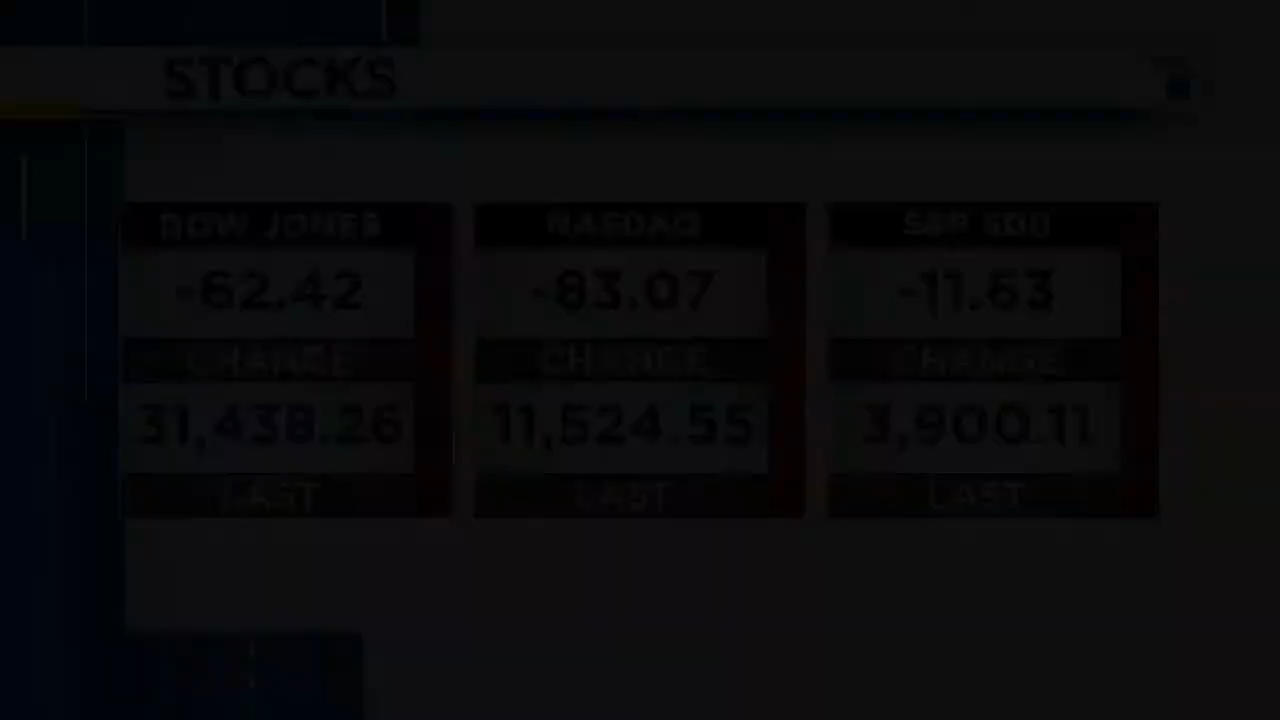 STOCKS
DOW JONES
-62.42
CHANGE
31,438.26
LAST
NASDAQ
-83.07
CHANGE
11,524.55
LAST
S&P 500
-11.63
CHANGE
3,900.11
LAST